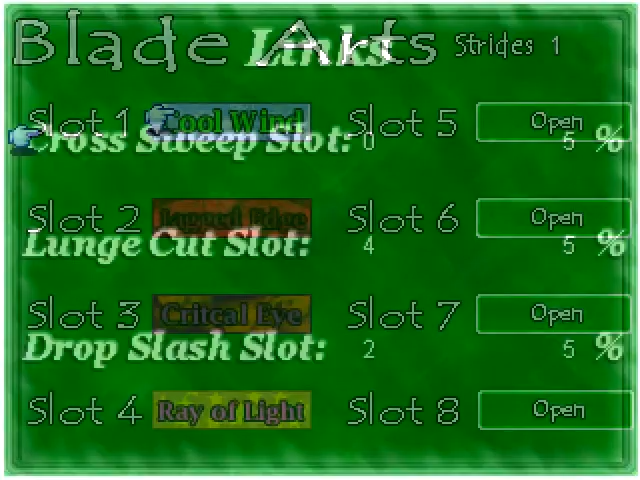 Blade Arts Links Strides 1
Slot 1 Cool Wind Slot 5 Open
Cross Sweep Slot: 0 5 %
Slot 2 Jagged Edge Slot 6 Open
Lunge Cut Slot: 4 5 %
Slot 3 Critcal Eye Slot 7 Open
Drop Slash Slot: 2 5 %
Slot 4 Ray of Light Slot 8 Open